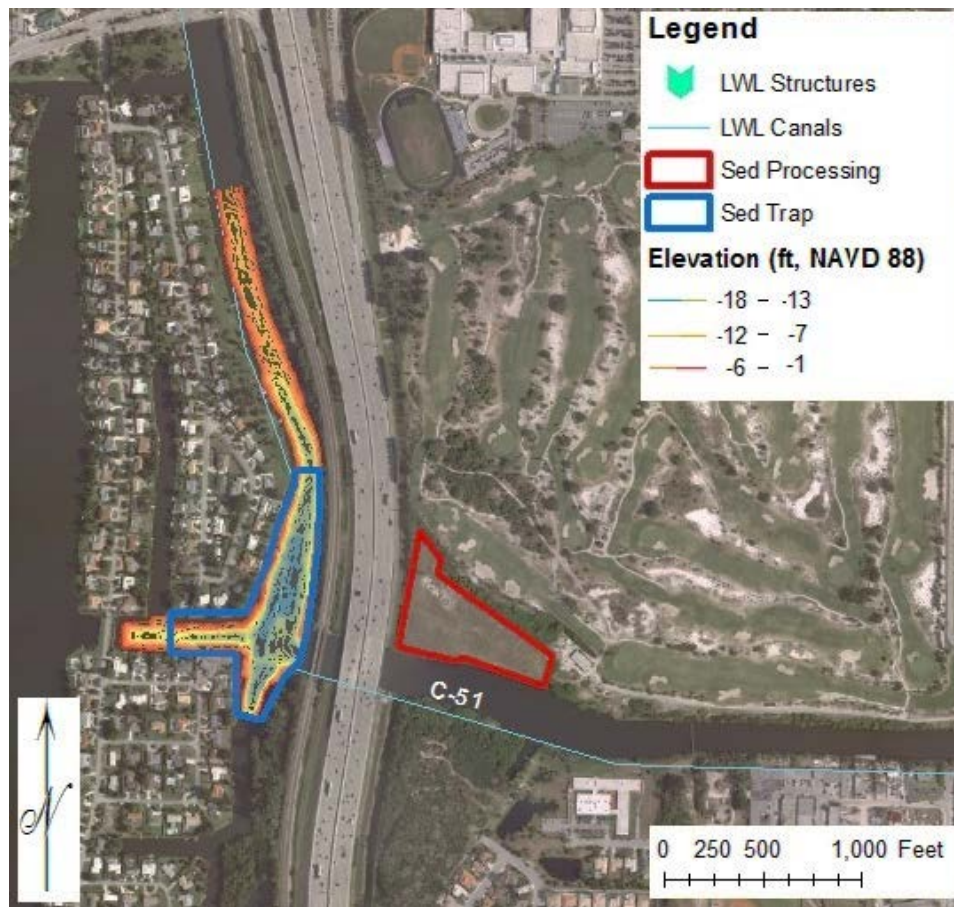 Legend
LWL Structures
LWL Canals
Sed Processing
Sed Trap
Elevation (ft, NAVD 88)
-18 – -13
-12 – -7
-6 – -1
C-51
N
0 250 500 1,000 Feet